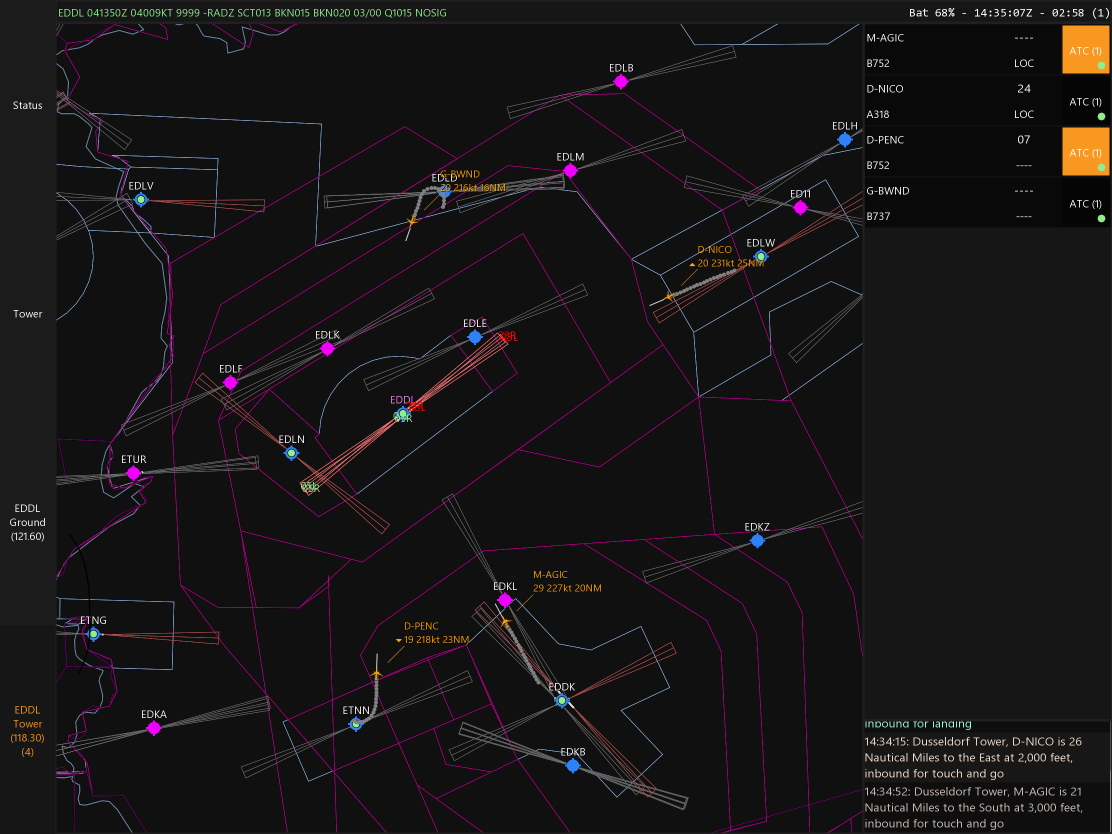 EDDL 041350Z 04009KT 9999 -RADZ SCT013 BKN015 BKN020 03/00 Q1015 NOSIG
Bat 68% - 14:35:07Z - 02:58 (1)
Status
Tower
EDDL
Ground
(121.60)
EDDL
Tower
(118.30)
(4)
EDLB
EDLH
EDLM
G-BWND
EDLD
20 216kt 16NM
EDLV
ED11
EDLW
D-NICO
20 231kt 25NM
EDLE
EDLK
EDLF
EDDL
EDLN
ETUR
EDKZ
M-AGIC
29 227kt 20NM
EDKL
ETNG
D-PENC
19 218kt 23NM
EDDK
ETNN
EDKA
EDKB
M-AGIC ---- ATC (1)
B752 LOC
D-NICO 24 ATC (1)
A318 LOC
D-PENC 07 ATC (1)
B752 ----
G-BWND ---- ATC (1)
B737 ----
inbound for landing
14:34:15: Dusseldorf Tower, D-NICO is 26
Nautical Miles to the East at 2,000 feet,
inbound for touch and go
14:34:52: Dusseldorf Tower, M-AGIC is 21
Nautical Miles to the South at 3,000 feet,
inbound for touch and go